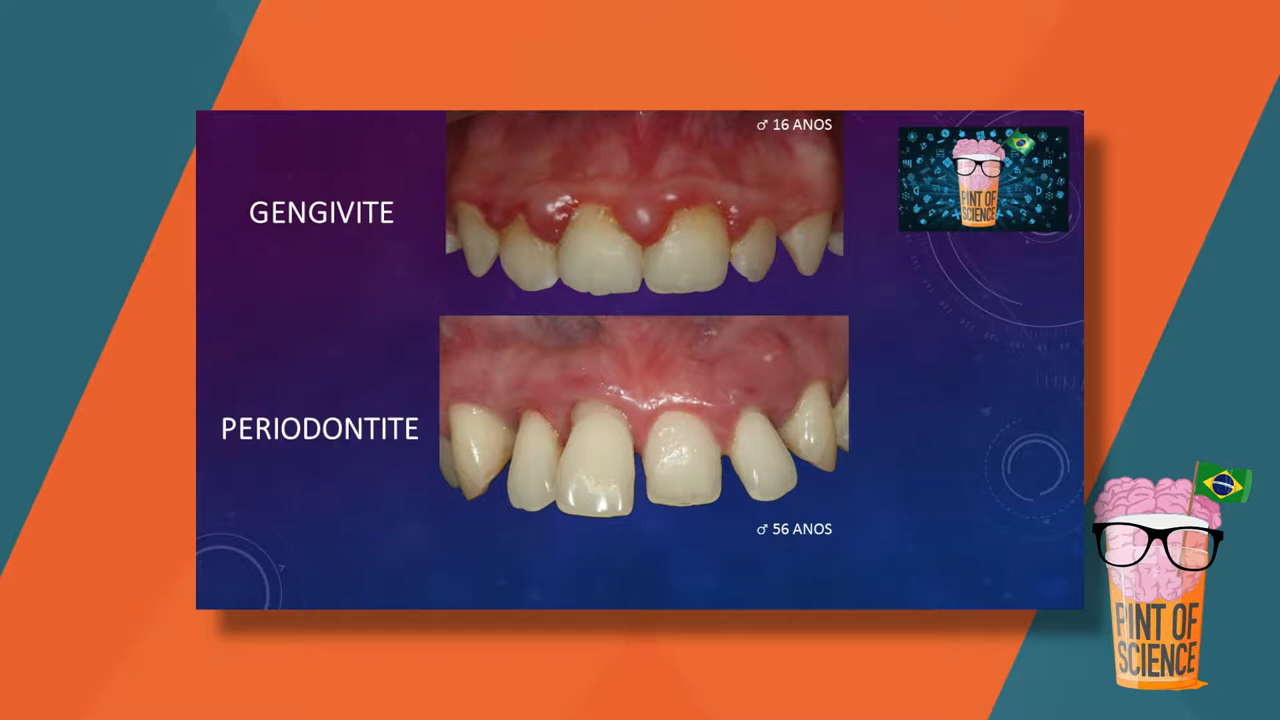 ♂ 16 ANOS
GENGIVITE
PINT OF
SCIENCE
PERIODONTITE
♂ 56 ANOS
PINT OF
SCIENCE